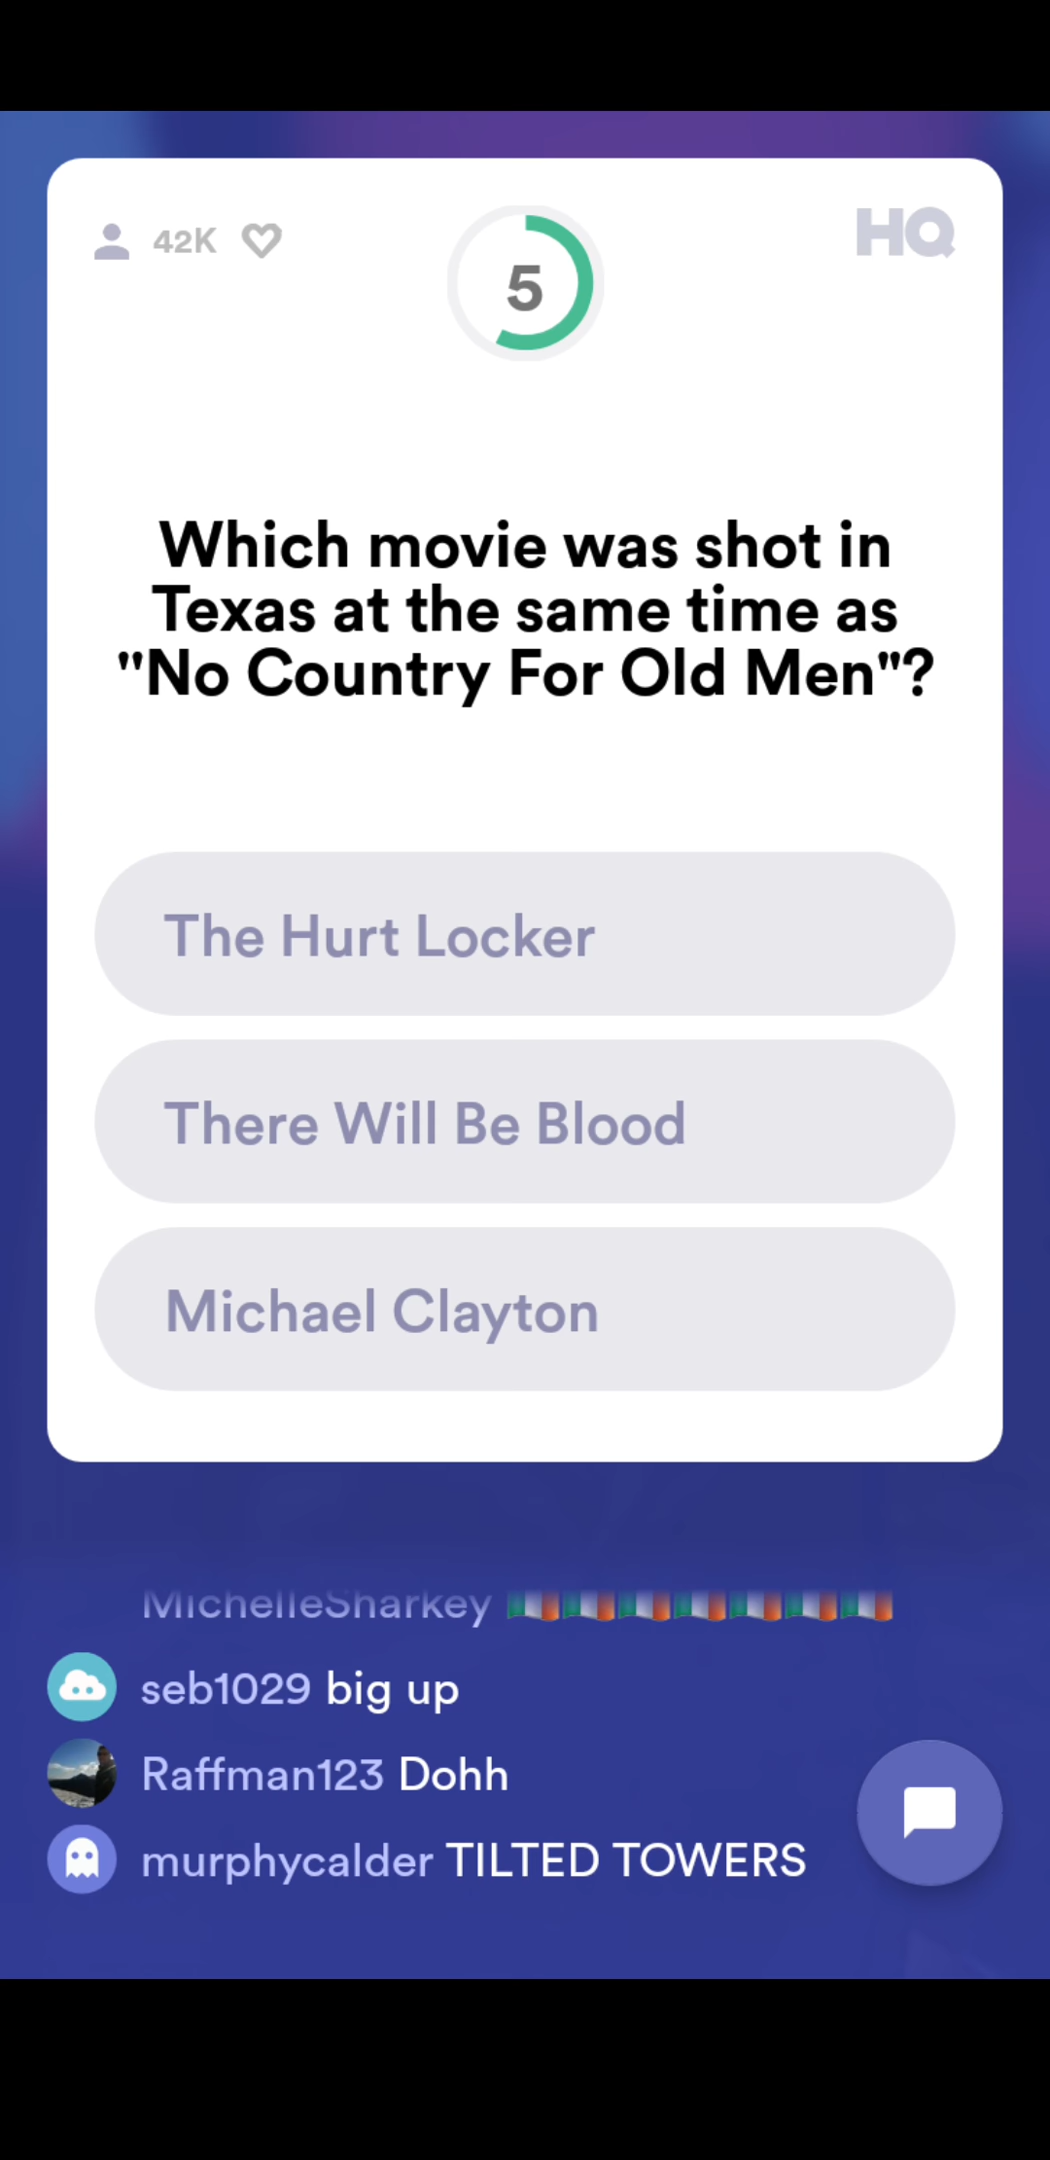 42K
5
HQ
Which movie was shot in
Texas at the same time as
"No Country For Old Men"?
The Hurt Locker
There Will Be Blood
Michael Clayton
MichelleSharkey 🇮🇪🇮🇪🇮🇪🇮🇪🇮🇪🇮🇪🇮🇪
seb1029 big up
Raffman123 Dohh
murphycalder TILTED TOWERS